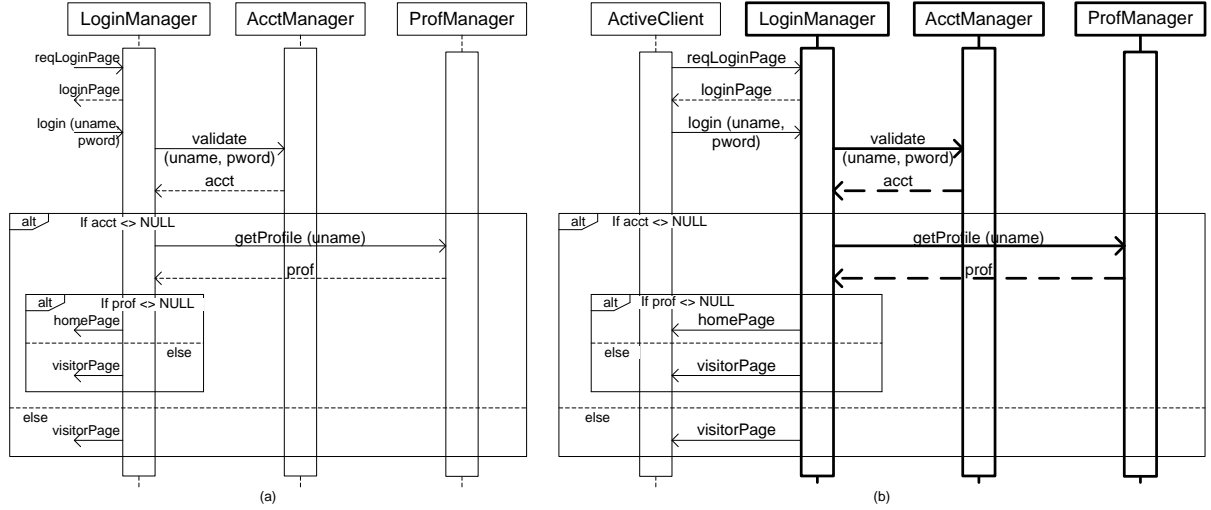 LoginManager AcctManager ProfManager
reqLoginPage
loginPage
login (uname,
pword)
validate
(uname, pword)
acct
alt If acct <> NULL
getProfile (uname)
prof
alt If prof <> NULL
homePage
else
visitorPage
else
visitorPage
(a)
ActiveClient LoginManager AcctManager ProfManager
reqLoginPage
loginPage
login (uname,
pword)
validate
(uname, pword)
acct
alt If acct <> NULL
getProfile (uname)
prof
alt If prof <> NULL
homePage
else
visitorPage
else
visitorPage
(b)